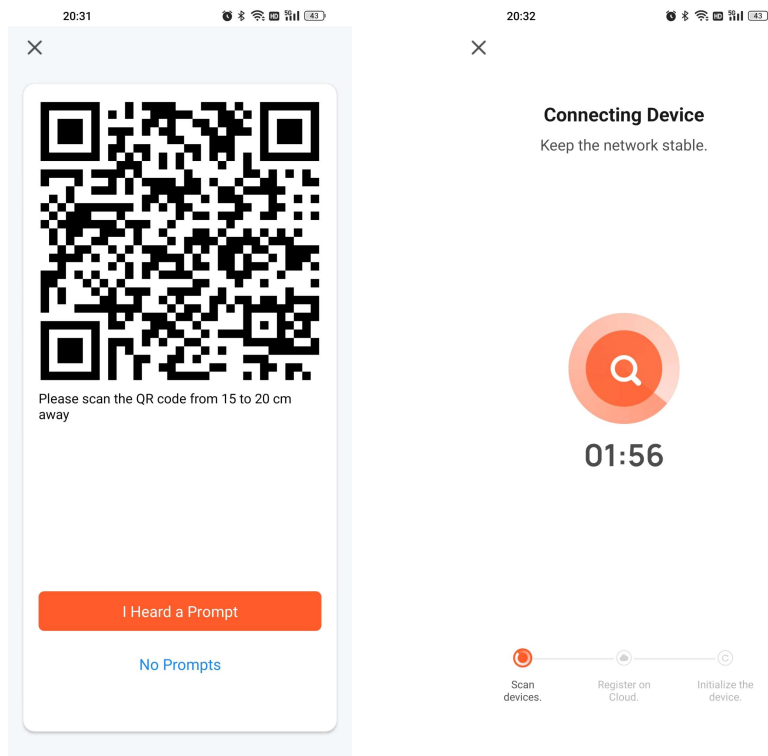 20:31
HD 5G 43
Please scan the QR code from 15 to 20 cm
away
I Heard a Prompt
No Prompts
20:32
HD 5G 43
Connecting Device
Keep the network stable.
01:56
Scan
devices.
Register on
Cloud.
Initialize the
device.